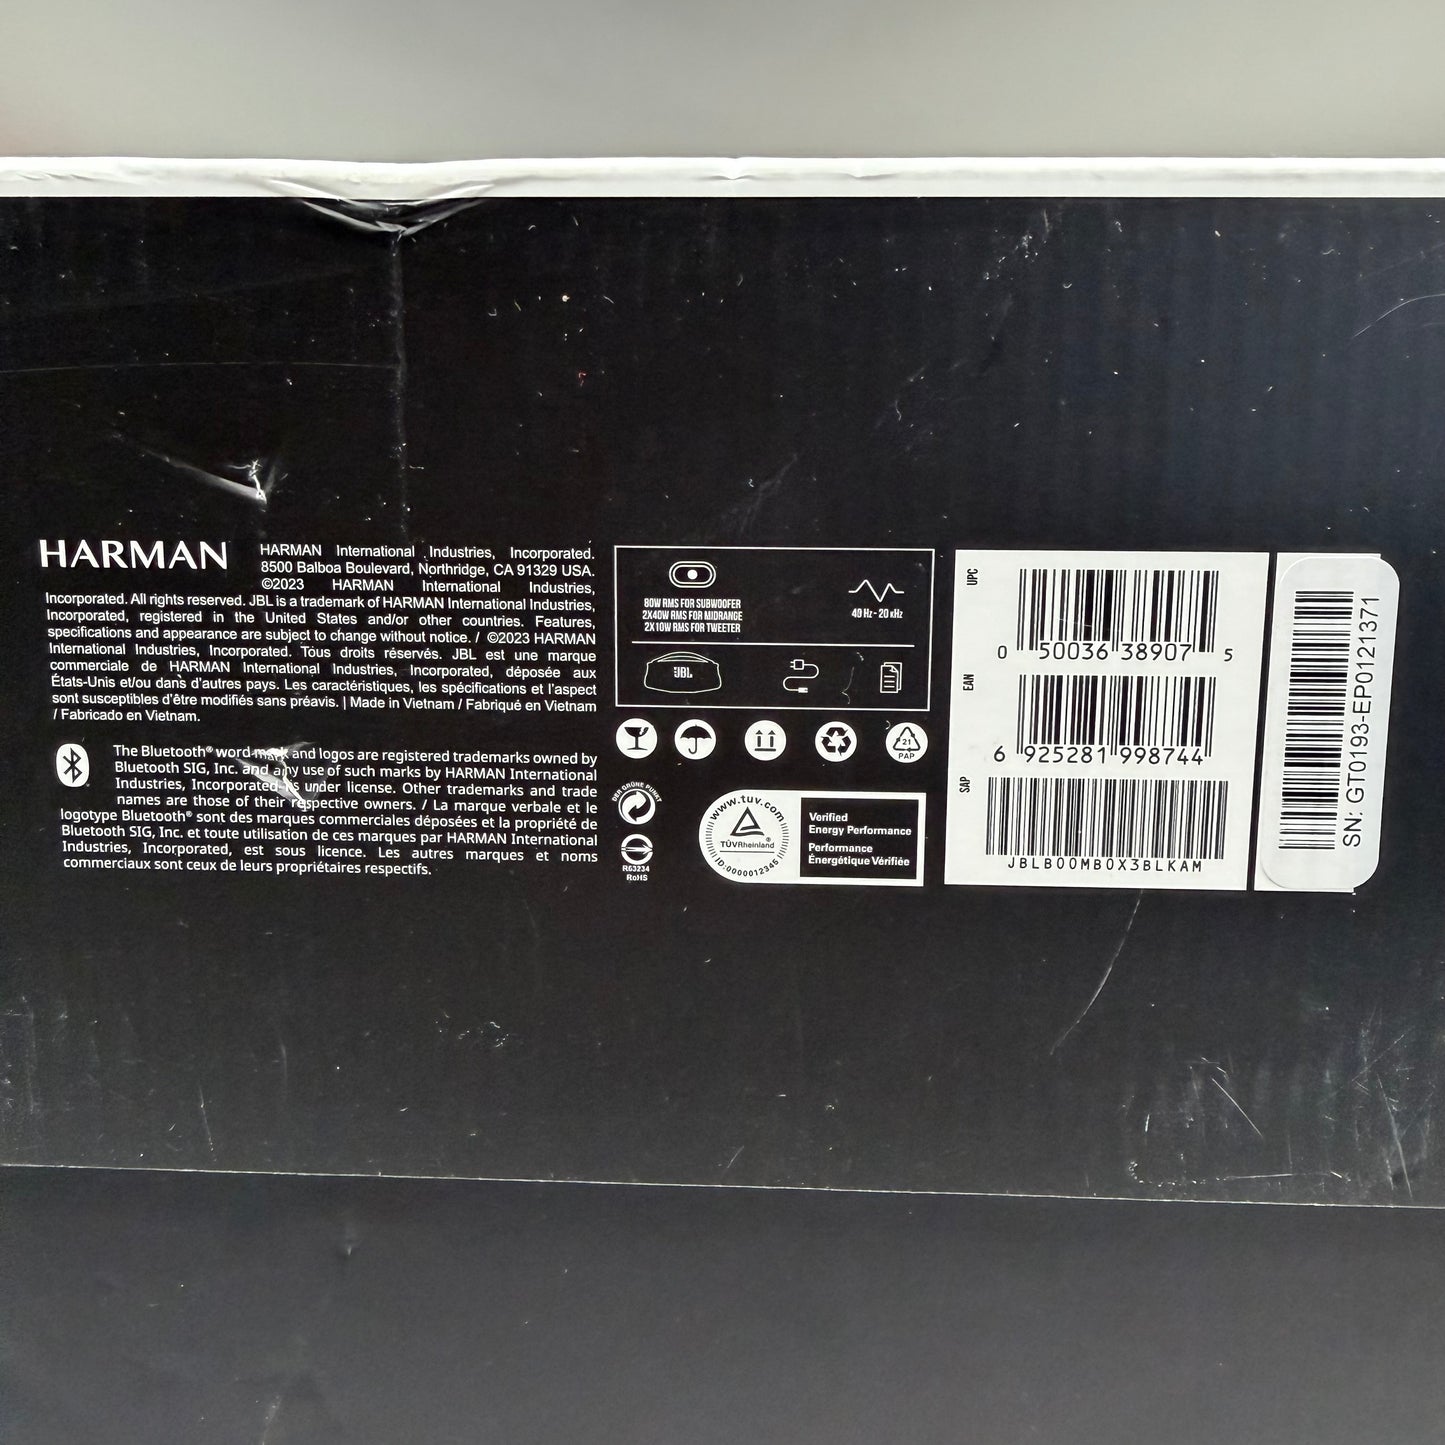 HARMAN
HARMAN International Industries, Incorporated.
8500 Balboa Boulevard, Northridge, CA 91329 USA.
©2023 HARMAN International Industries,
Incorporated. All rights reserved. JBL is a trademark of HARMAN International Industries,
Incorporated, registered in the United States and/or other countries. Features,
specifications and appearance are subject to change without notice. / ©2023 HARMAN
International Industries, Incorporated. Tous droits réservés. JBL est une marque
commerciale de HARMAN International Industries, Incorporated, déposée aux
États-Unis et/ou dans d'autres pays. Les caractéristiques, les spécifications et l'aspect
sont susceptibles d'être modifiés sans préavis. | Made in Vietnam / Fabriqué en Vietnam
/ Fabricado en Vietnam.
The Bluetooth® word mark and logos are registered trademarks owned by
Bluetooth SIG, Inc. and any use of such marks by HARMAN International
Industries, Incorporated is under license. Other trademarks and trade
names are those of their respective owners. / La marque verbale et le
logotype Bluetooth® sont des marques commerciales déposées et la propriété de
Bluetooth SIG, Inc. et toute utilisation de ces marques par HARMAN International
Industries, Incorporated, est sous licence. Les autres marques et noms
commerciaux sont ceux de leurs propriétaires respectifs.
80W RMS FOR SUBWOOFER
2X40W RMS FOR MIDRANGE
2X10W RMS FOR TWEETER
40 Hz - 20 kHz
JBL
21
PAP
DER GRÜNE PUNKT
R63234
RoHS
www.tuv.com
TÜVRheinland®
ID:0000012345
Verified
Energy Performance
Performance
Énergétique Vérifiée
UPC
0 50036 38907 5
EAN
6 925281 998744
SAP
JBLBOOMBOX3BLKAM
SN: GT0193-EP0121371